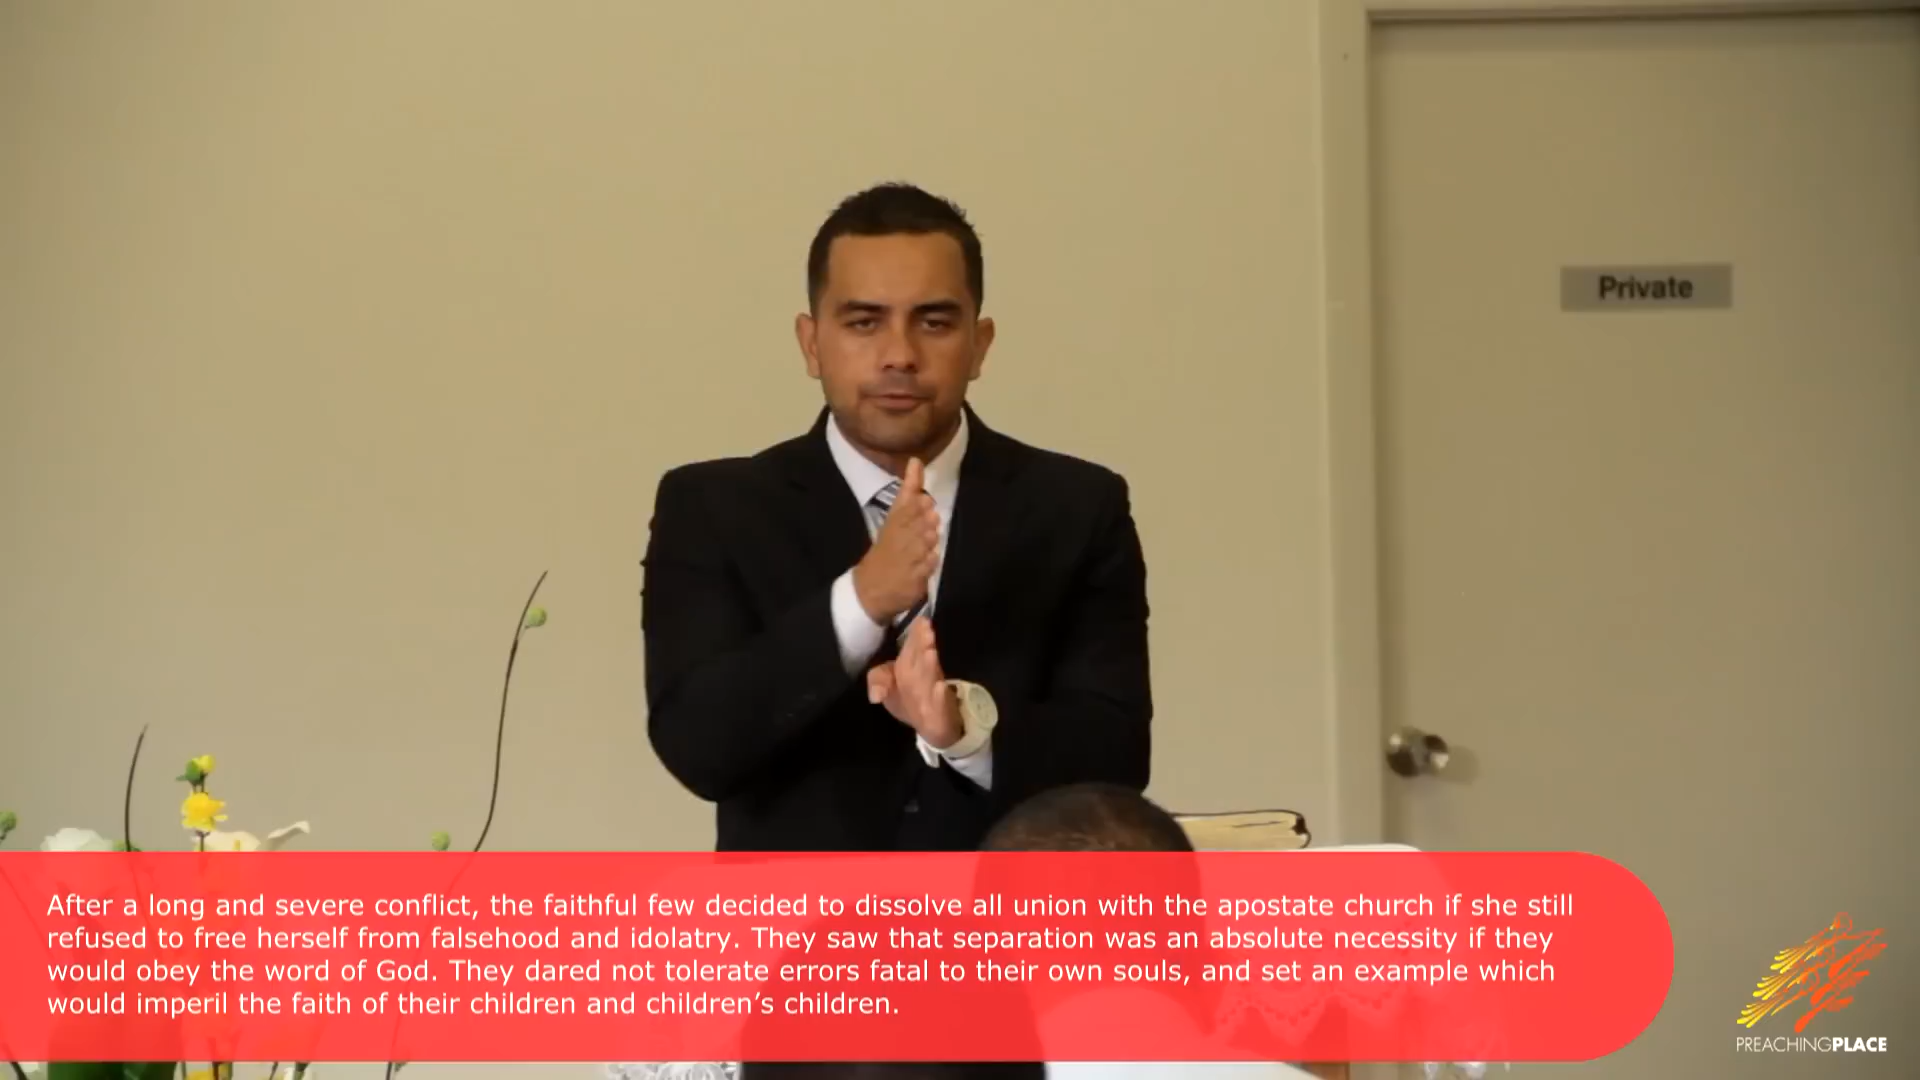 Private
After a long and severe conflict, the faithful few decided to dissolve all union with the apostate church if she still
refused to free herself from falsehood and idolatry. They saw that separation was an absolute necessity if they
would obey the word of God. They dared not tolerate errors fatal to their own souls, and set an example which
would imperil the faith of their children and children’s children.
PREACHINGPLACE